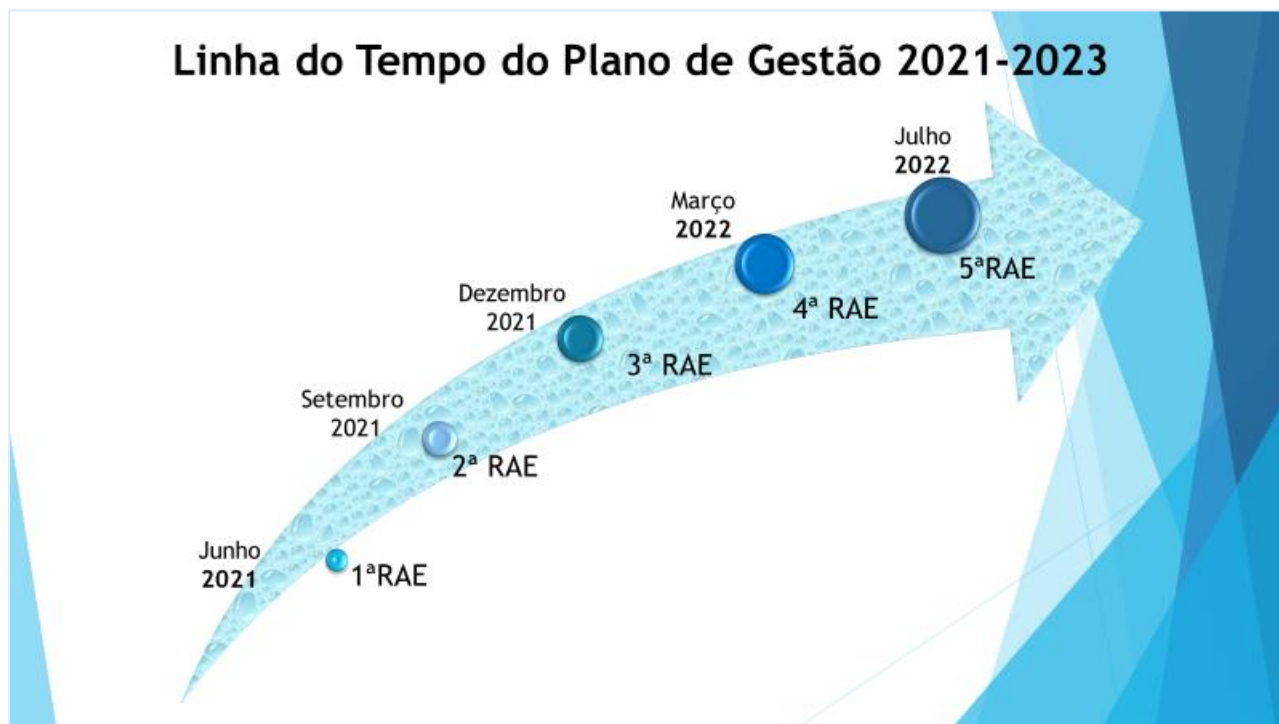 Linha do Tempo do Plano de Gestão 2021-2023
Julho
2022
Março
2022
5ªRAE
Dezembro
2021
4ª RAE
3ª RAE
Setembro
2021
2ª RAE
Junho
2021
1ªRAE